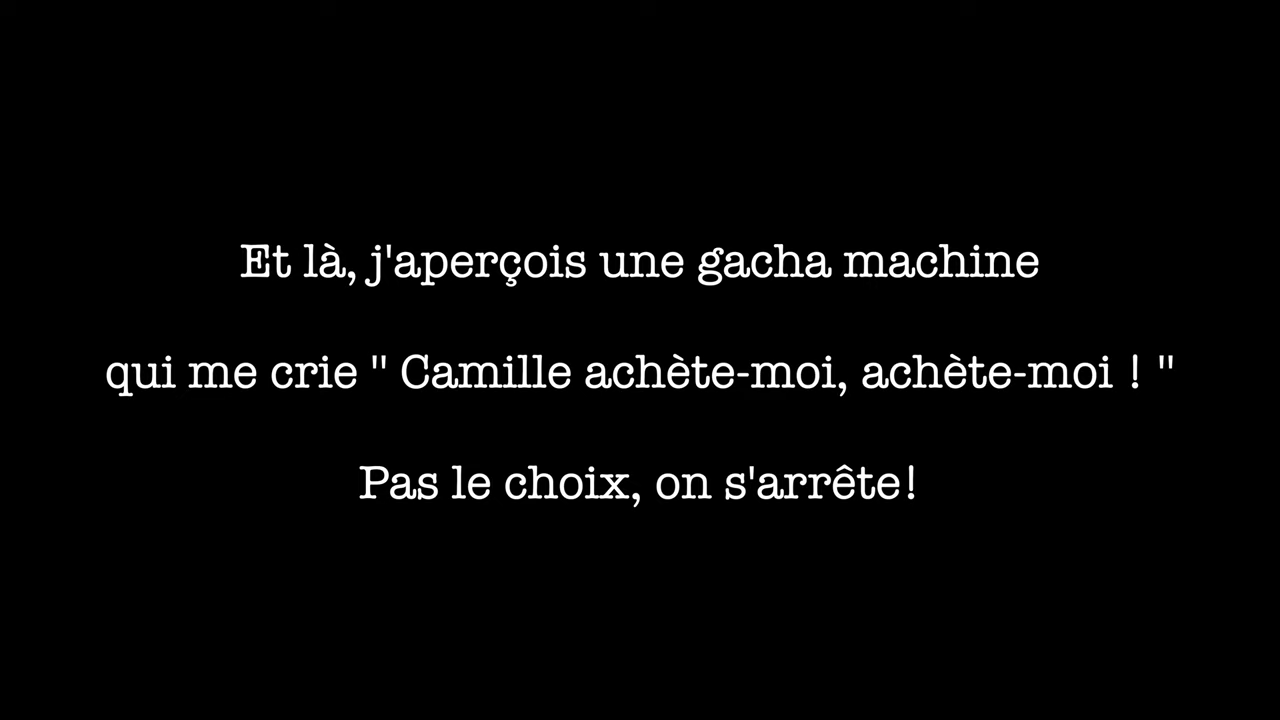 Et là, j'aperçois une gacha machine
qui me crie " Camille achète-moi, achète-moi ! "
Pas le choix, on s'arrête!